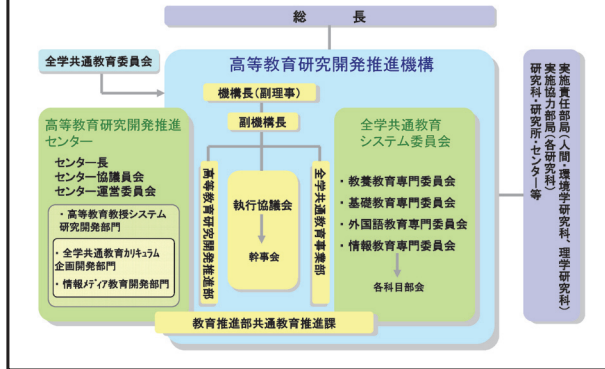 総　長
全学共通教育委員会
高等教育研究開発推進機構
機構長(副理事)
副機構長
高等教育研究開発推進
センター
センター長
センター協議員会
センター運営委員会
・高等教育教授システム
研究開発部門
・全学共通教育カリキュラム
企画開発部門
・情報メディア教育開発部門
高等教育研究開発推進部
執行協議会
幹事会
全学共通教育事業部
全学共通教育
システム委員会
・教養教育専門委員会
・基礎教育専門委員会
・外国語教育専門委員会
・情報教育専門委員会
各科目部会
教育推進部共通教育推進課
実施責任部局(人間・環境学研究科、理学研究科)
実施協力部局(各研究科)
研究科・研究所・センター等